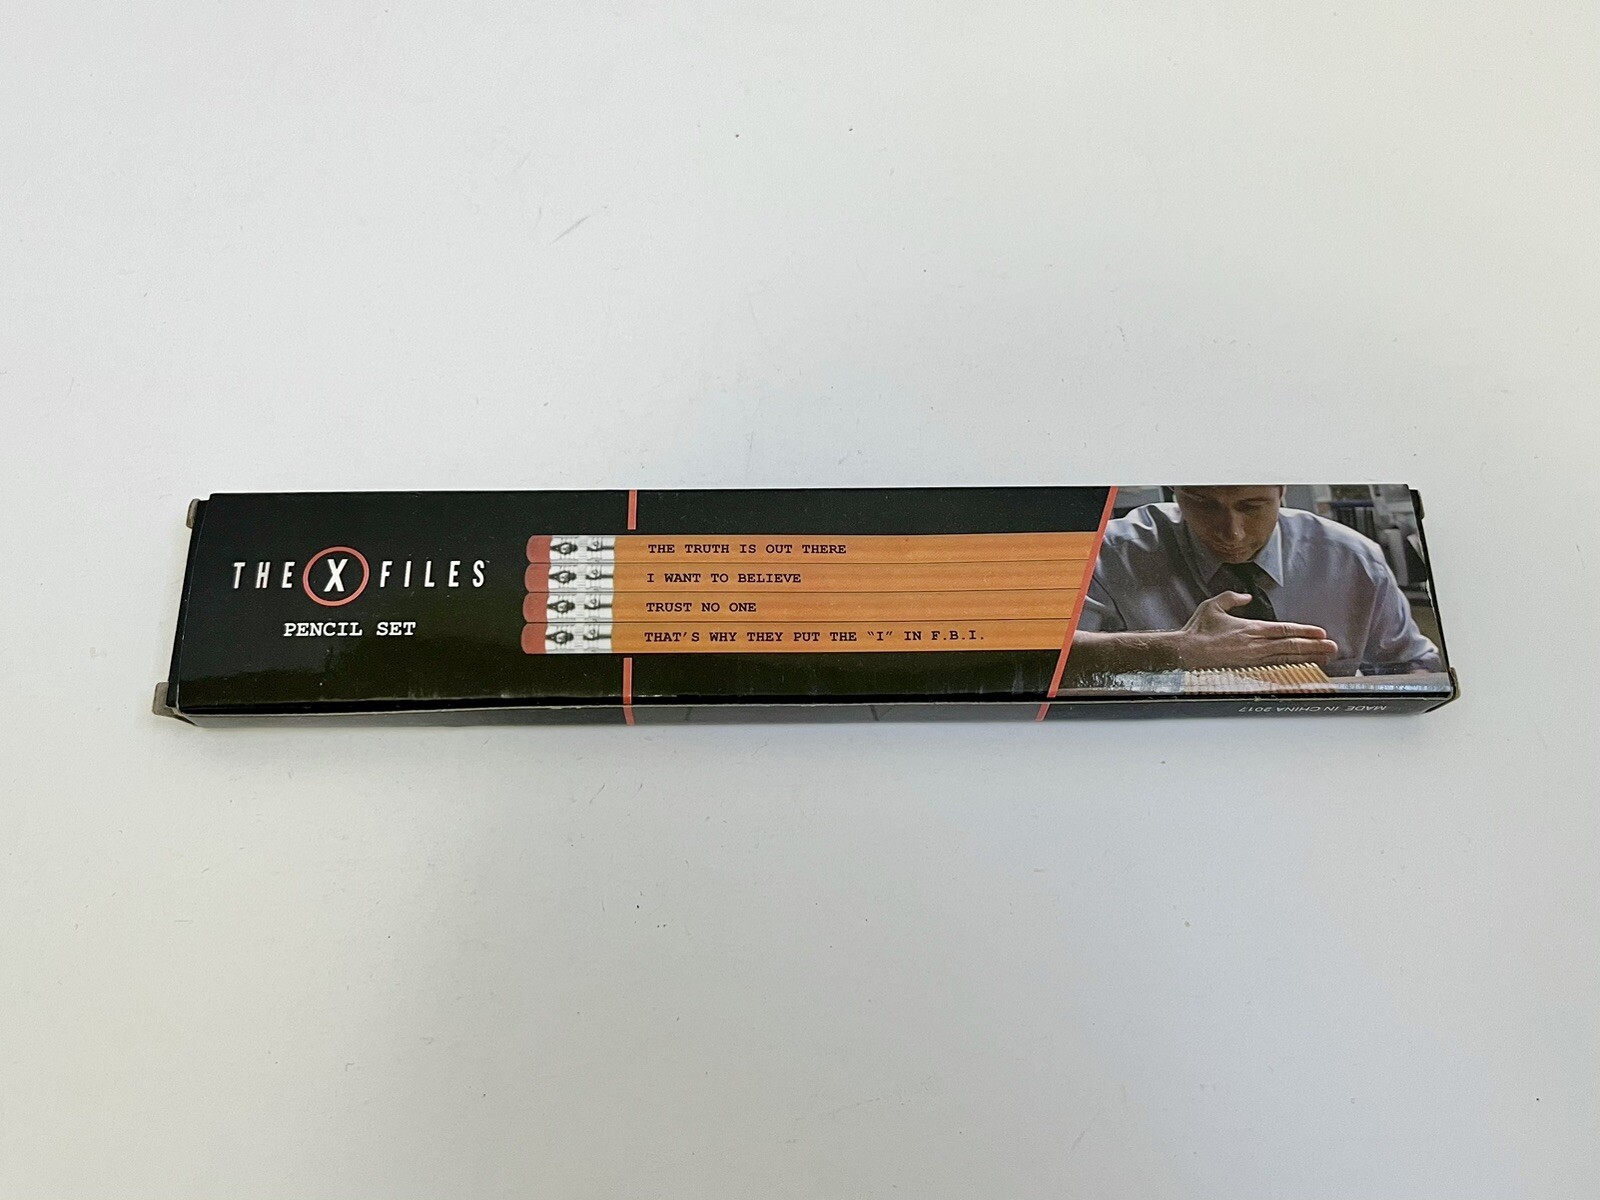 THE X FILES™
PENCIL SET
THE TRUTH IS OUT THERE
I WANT TO BELIEVE
TRUST NO ONE
THAT'S WHY THEY PUT THE “I” IN F.B.I.
MADE IN CHINA 2017